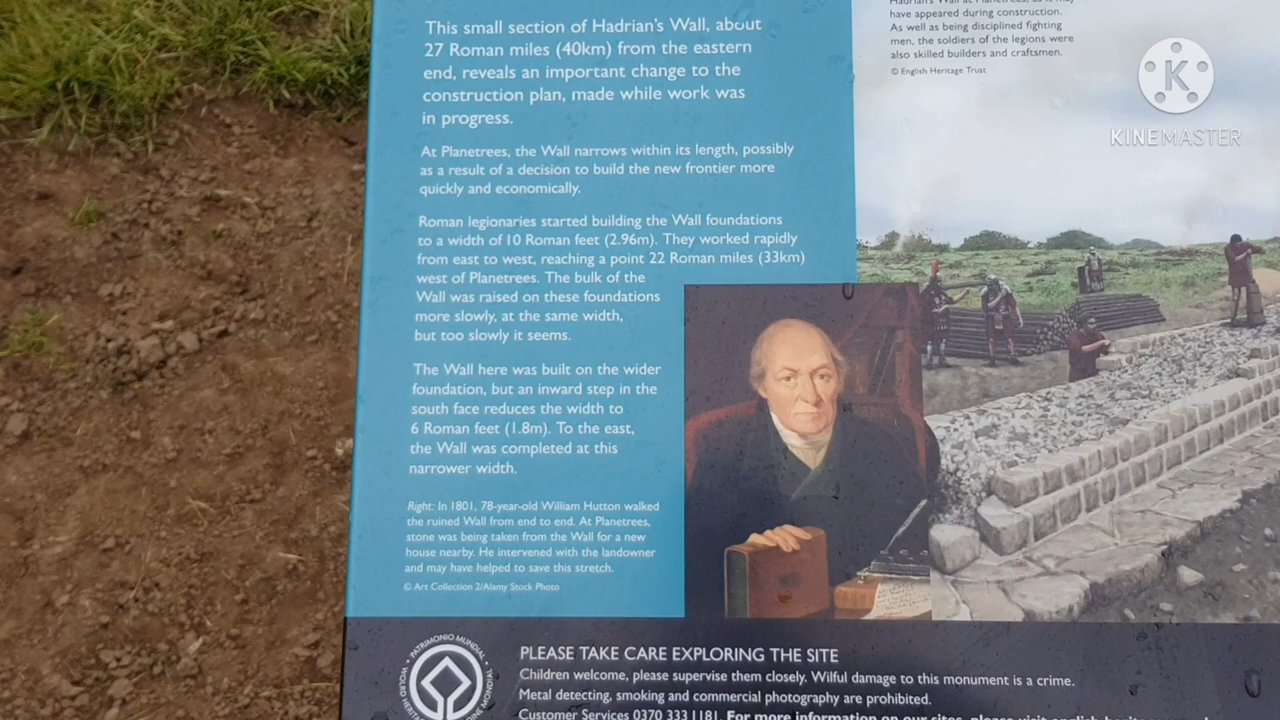 This small section of Hadrian's Wall, about
27 Roman miles (40km) from the eastern
end, reveals an important change to the
construction plan, made while work was
in progress.
At Planetrees, the Wall narrows within its length, possibly
as a result of a decision to build the new frontier more
quickly and economically.
Roman legionaries started building the Wall foundations
to a width of 10 Roman feet (2.96m). They worked rapidly
from east to west, reaching a point 22 Roman miles (33km)
west of Planetrees. The bulk of the
Wall was raised on these foundations
more slowly, at the same width,
but too slowly it seems.
The Wall here was built on the wider
foundation, but an inward step in the
south face reduces the width to
6 Roman feet (1.8m). To the east,
the Wall was completed at this
narrower width.
Right: In 1801, 78-year-old William Hutton walked
the ruined Wall from end to end. At Planetrees,
stone was being taken from the Wall for a new
house nearby. He intervened with the landowner
and may have helped to save this stretch.
© Art Collection 2/Alamy Stock Photo
Hadrian's Wall at Planetrees, as it may
have appeared during construction.
As well as being disciplined fighting
men, the soldiers of the legions were
also skilled builders and craftsmen.
© English Heritage Trust
KINEMASTER
PATRIMONIO MUNDIAL
PLEASE TAKE CARE EXPLORING THE SITE
Children welcome, please supervise them closely. Wilful damage to this monument is a crime.
Metal detecting, smoking and commercial photography are prohibited.
Customer Services 0370 333 1181. For more information on our sites, please visit